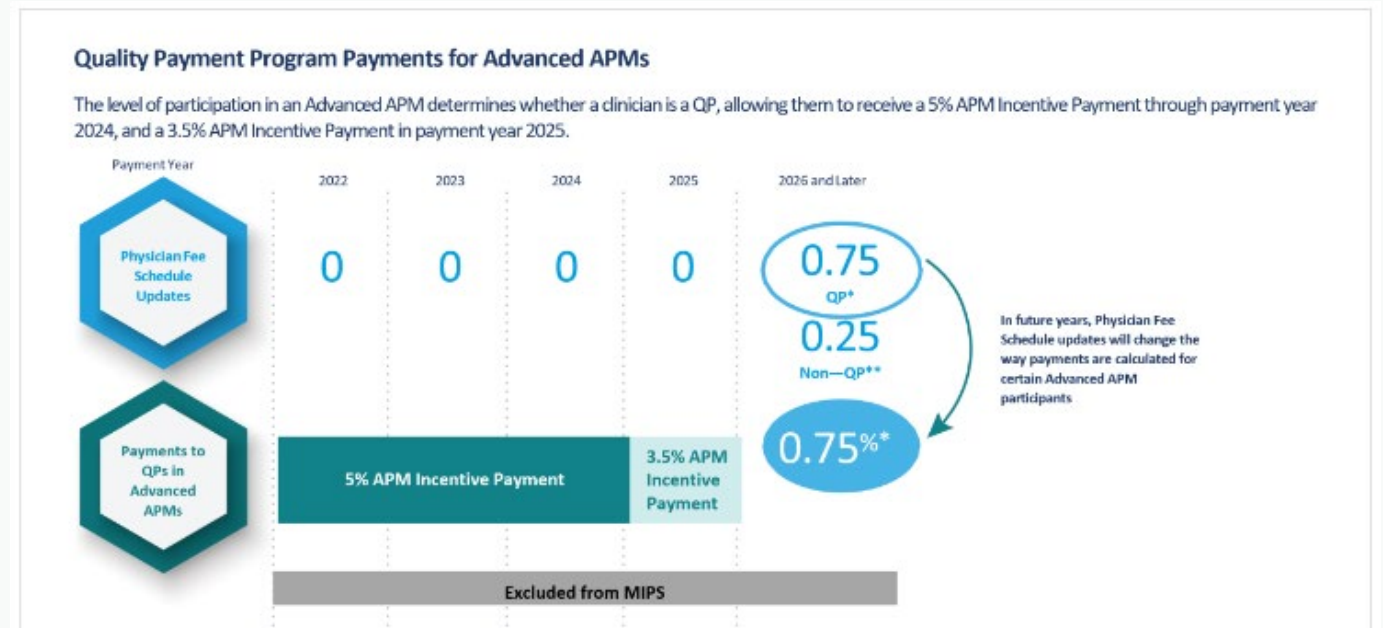 Quality Payment Program Payments for Advanced APMs
The level of participation in an Advanced APM determines whether a clinician is a QP, allowing them to receive a 5% APM Incentive Payment through payment year
2024, and a 3.5% APM Incentive Payment in payment year 2025.
Payment Year
2022
2023
2024
2025
2026 and Later
Physician Fee
Schedule
Updates
0
0
0
0
0.75
QP*
0.25
Non—QP**
In future years, Physician Fee
Schedule updates will change the
way payments are calculated for
certain Advanced APM
participants
Payments to
QPs in
Advanced
APMs
5% APM Incentive Payment
3.5% APM
Incentive
Payment
0.75%*
Excluded from MIPS